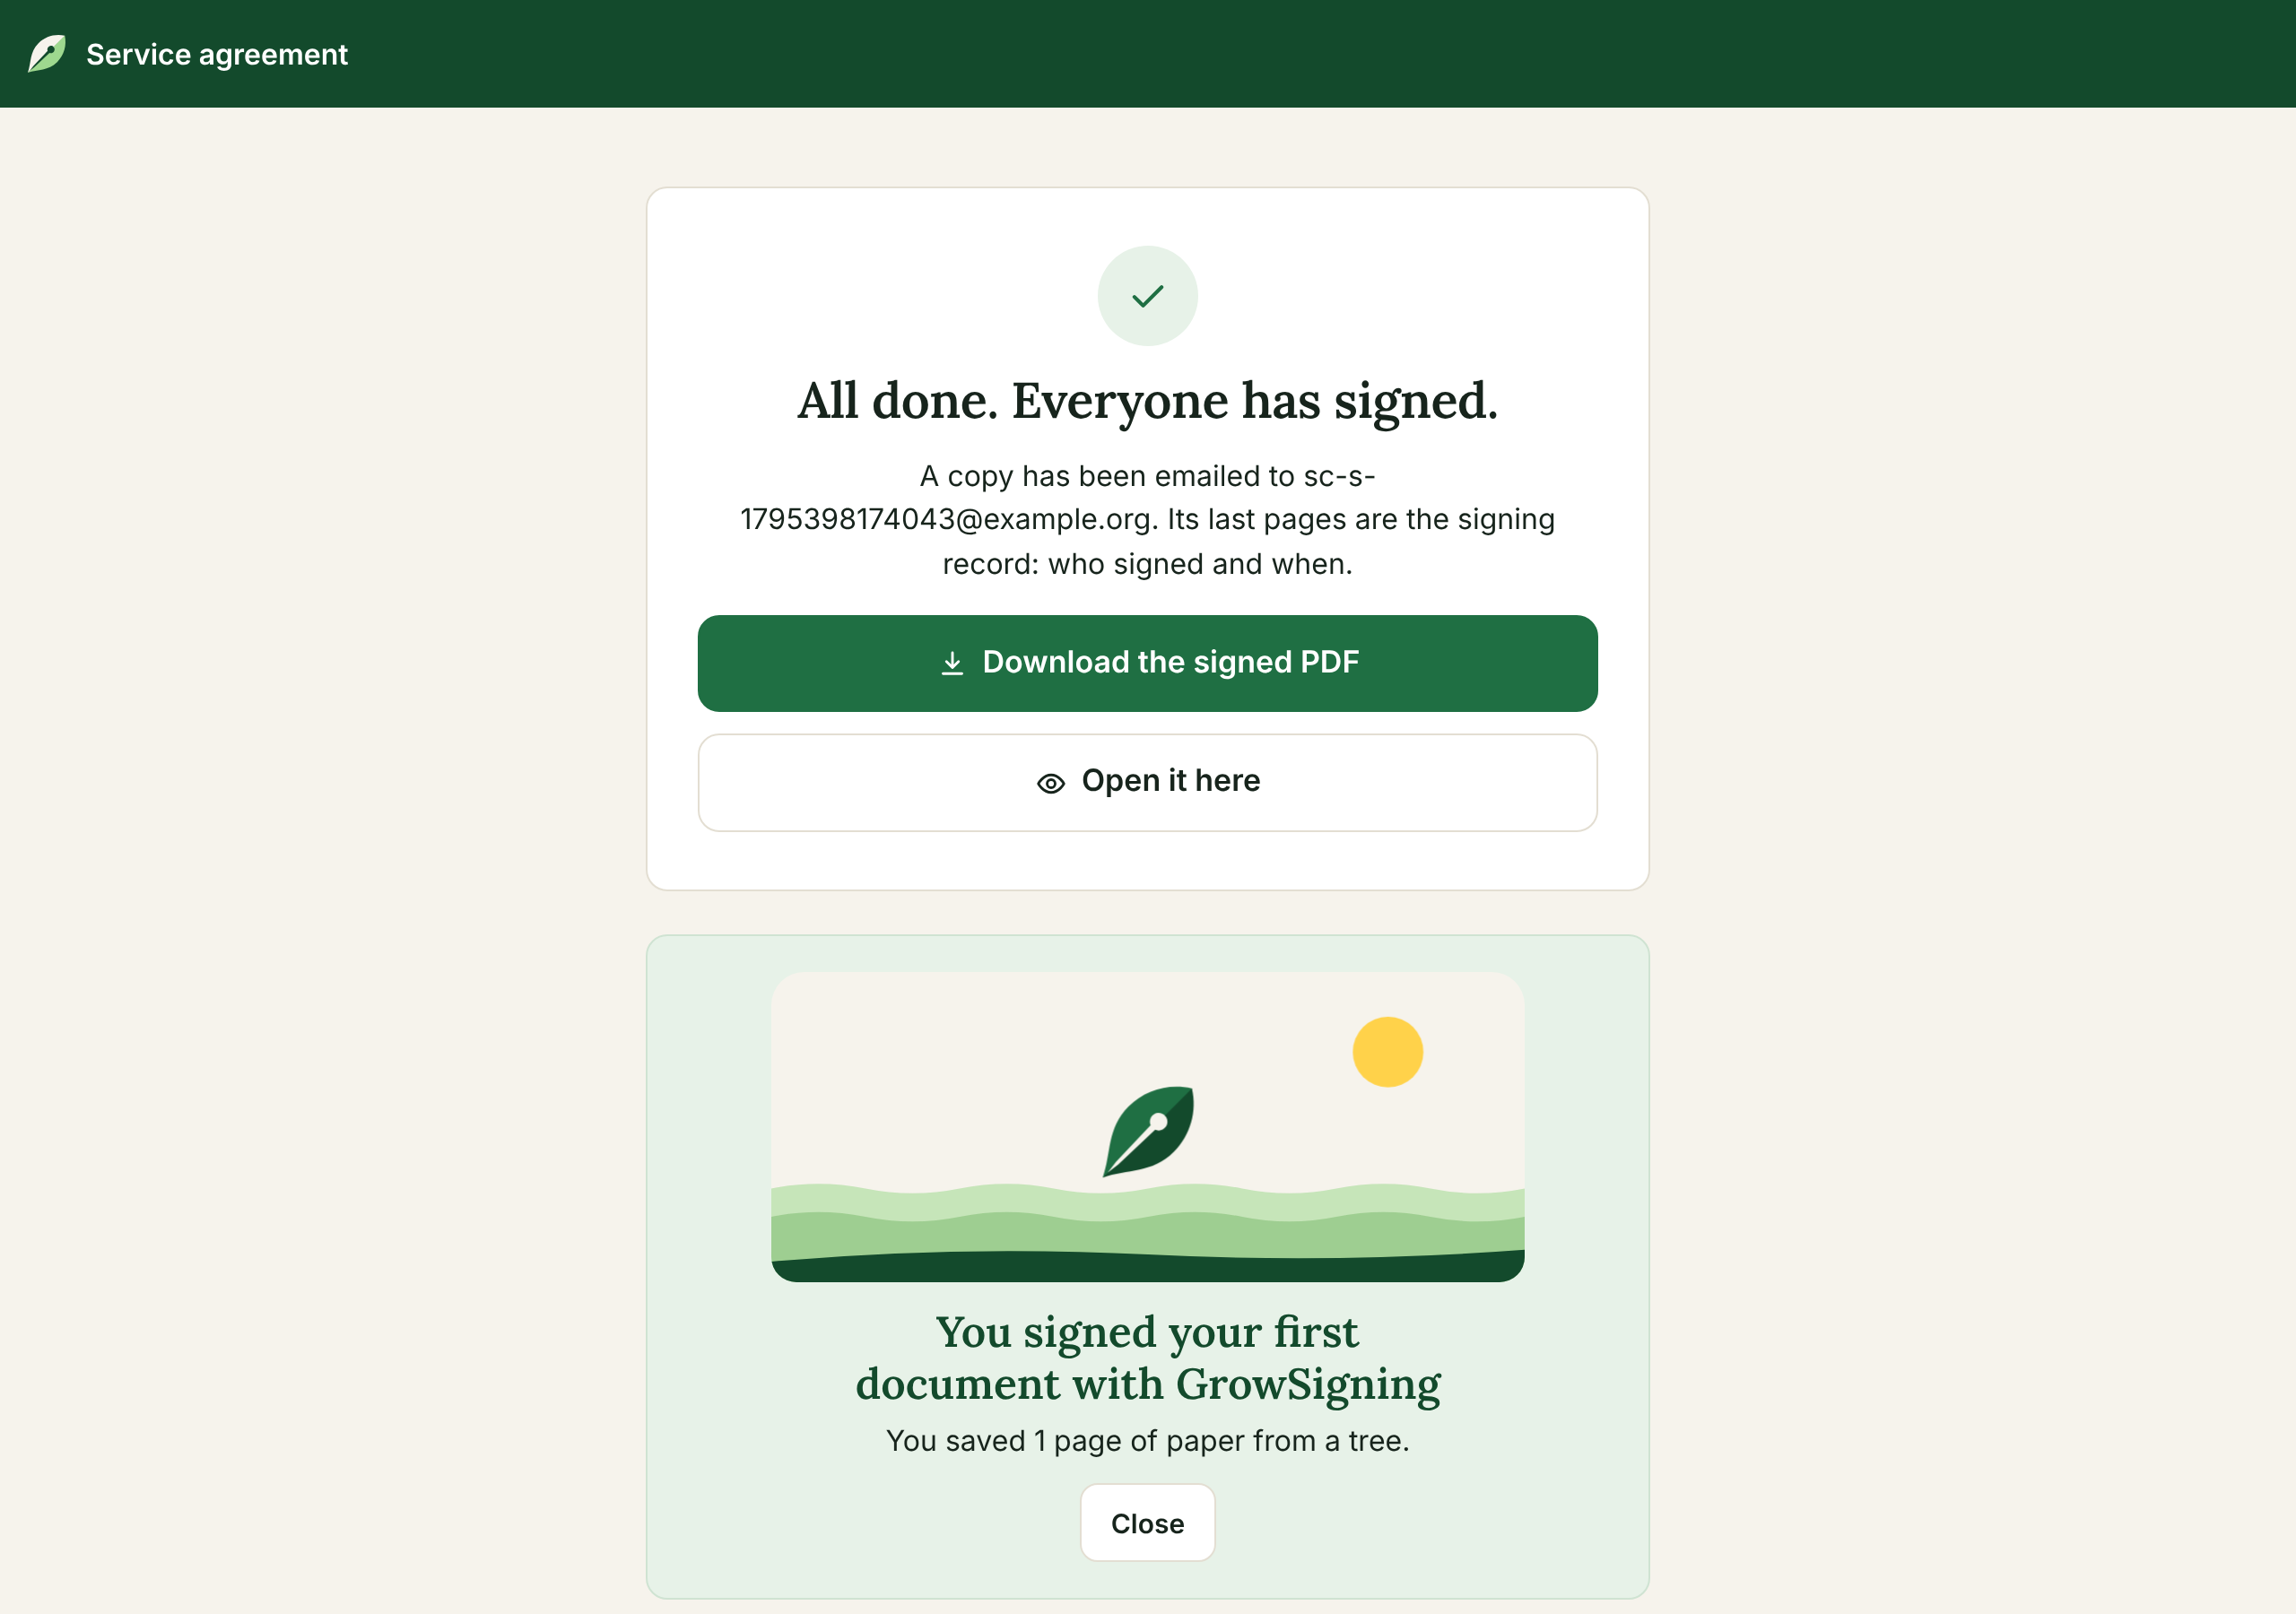 Service agreement
All done. Everyone has signed.
A copy has been emailed to sc-s-
1795398174043@example.org. Its last pages are the signing
record: who signed and when.
Download the signed PDF
Open it here
You signed your first
document with GrowSigning
You saved 1 page of paper from a tree.
Close